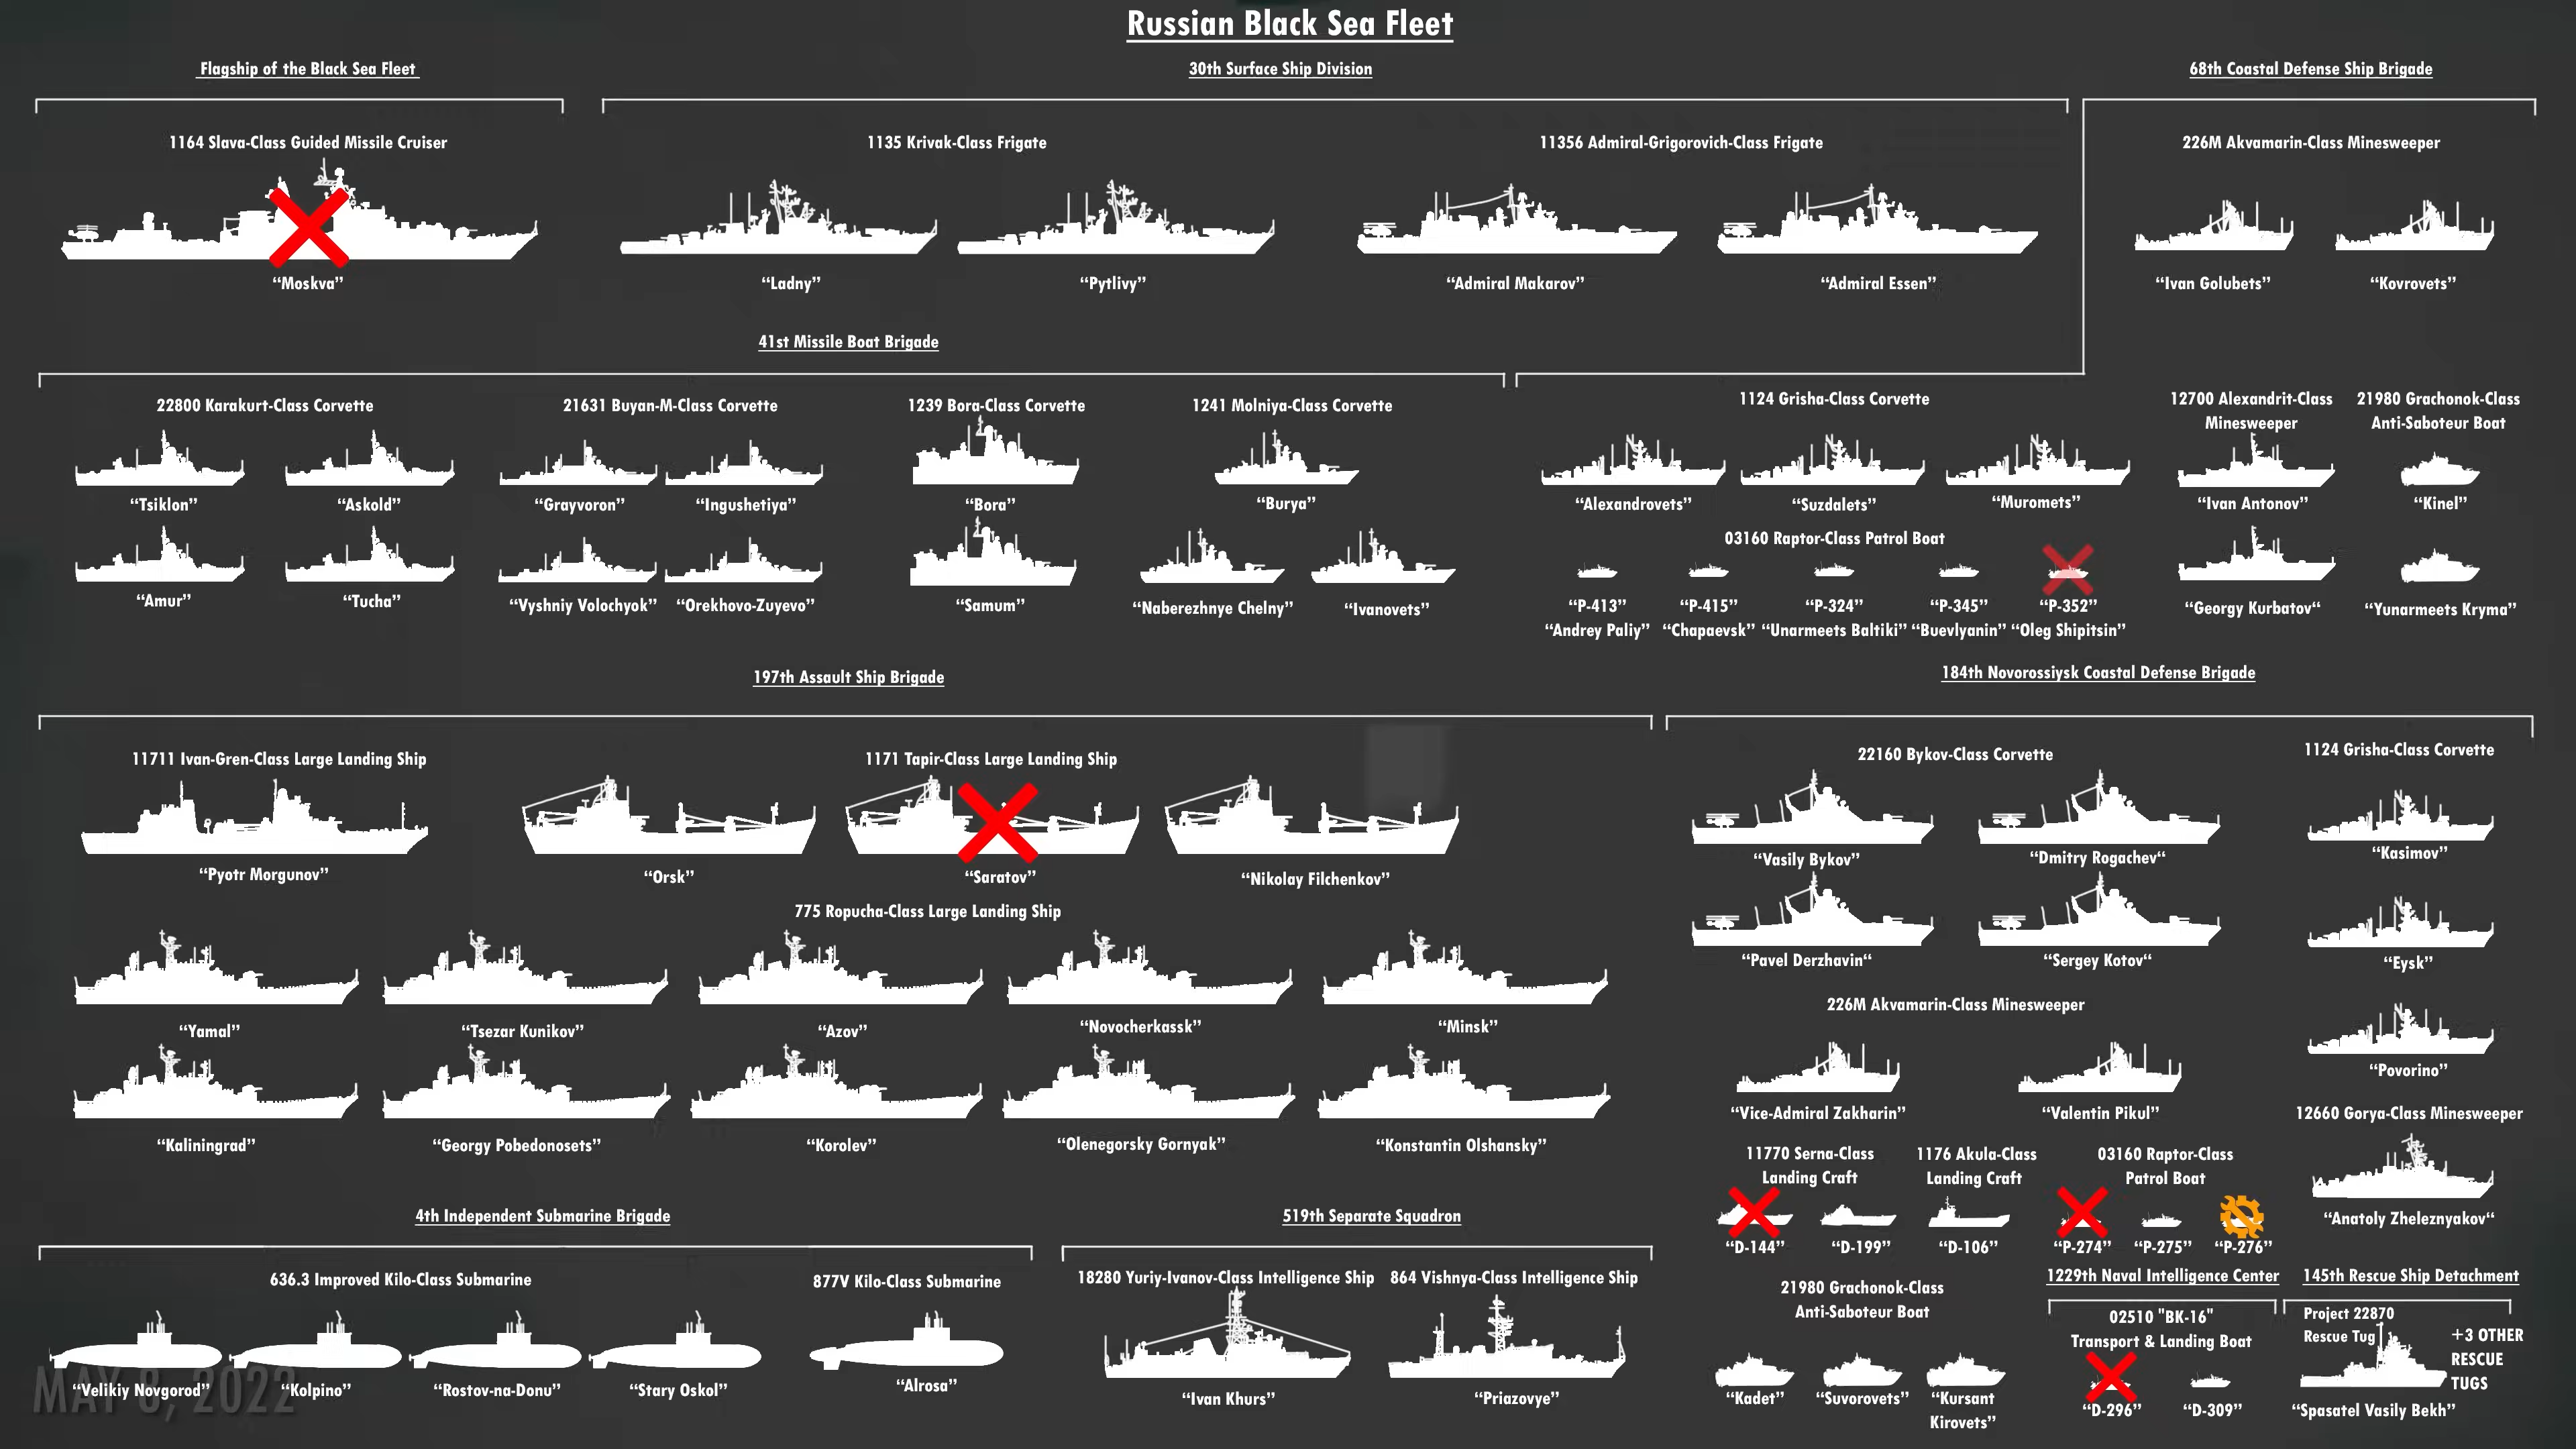 Russian Black Sea Fleet
Flagship of the Black Sea Fleet
1164 Slava-Class Guided Missile Cruiser
“Moskva”
30th Surface Ship Division
1135 Krivak-Class Frigate
“Ladny”
“Pytlivy”
11356 Admiral-Grigorovich-Class Frigate
“Admiral Makarov”
“Admiral Essen”
68th Coastal Defense Ship Brigade
226M Akvamarin-Class Minesweeper
“Ivan Golubets”
“Kovrovets”
41st Missile Boat Brigade
22800 Karakurt-Class Corvette
“Tsiklon”
“Askold”
“Amur”
“Tucha”
21631 Buyan-M-Class Corvette
“Grayvoron”
“Ingushetiya”
“Vyshniy Volochyok”
“Orekhovo-Zuyevo”
1239 Bora-Class Corvette
“Bora”
“Samum”
1241 Molniya-Class Corvette
“Burya”
“Naberezhnye Chelny”
“Ivanovets”
1124 Grisha-Class Corvette
“Alexandrovets”
“Suzdalets”
“Muromets”
03160 Raptor-Class Patrol Boat
“P-413”
“Andrey Paliy”
“P-415”
“Chapaevsk”
“P-324”
“Unarmeets Baltiki”
“P-345”
“Buevlyanin”
“P-352”
“Oleg Shipitsin”
12700 Alexandrit-Class
Minesweeper
“Ivan Antonov”
“Georgy Kurbatov“
21980 Grachonok-Class
Anti-Saboteur Boat
“Kinel”
“Yunarmeets Kryma”
197th Assault Ship Brigade
11711 Ivan-Gren-Class Large Landing Ship
“Pyotr Morgunov”
1171 Tapir-Class Large Landing Ship
“Orsk”
“Saratov”
“Nikolay Filchenkov”
775 Ropucha-Class Large Landing Ship
“Yamal”
“Tsezar Kunikov”
“Azov”
“Novocherkassk”
“Minsk”
“Kaliningrad”
“Georgy Pobedonosets”
“Korolev”
“Olenegorsky Gornyak”
“Konstantin Olshansky”
184th Novorossiysk Coastal Defense Brigade
22160 Bykov-Class Corvette
“Vasily Bykov”
“Dmitry Rogachev“
“Pavel Derzhavin“
“Sergey Kotov“
1124 Grisha-Class Corvette
“Kasimov”
“Eysk”
“Povorino”
226M Akvamarin-Class Minesweeper
“Vice-Admiral Zakharin”
“Valentin Pikul”
12660 Gorya-Class Minesweeper
“Anatoly Zheleznyakov“
11770 Serna-Class
Landing Craft
“D-144”
“D-199”
1176 Akula-Class
Landing Craft
“D-106”
03160 Raptor-Class
Patrol Boat
“P-274”
“P-275”
“P-276”
21980 Grachonok-Class
Anti-Saboteur Boat
“Kadet”
“Suvorovets”
“Kursant
Kirovets”
4th Independent Submarine Brigade
636.3 Improved Kilo-Class Submarine
“Velikiy Novgorod”
“Kolpino”
“Rostov-na-Donu”
“Stary Oskol”
877V Kilo-Class Submarine
“Alrosa”
519th Separate Squadron
18280 Yuriy-Ivanov-Class Intelligence Ship
“Ivan Khurs”
864 Vishnya-Class Intelligence Ship
“Priazovye”
1229th Naval Intelligence Center
02510 "BK-16"
Transport & Landing Boat
“D-296”
“D-309”
145th Rescue Ship Detachment
Project 22870
Rescue Tug
“Spasatel Vasily Bekh”
+3 OTHER
RESCUE
TUGS
MAY 8, 2022